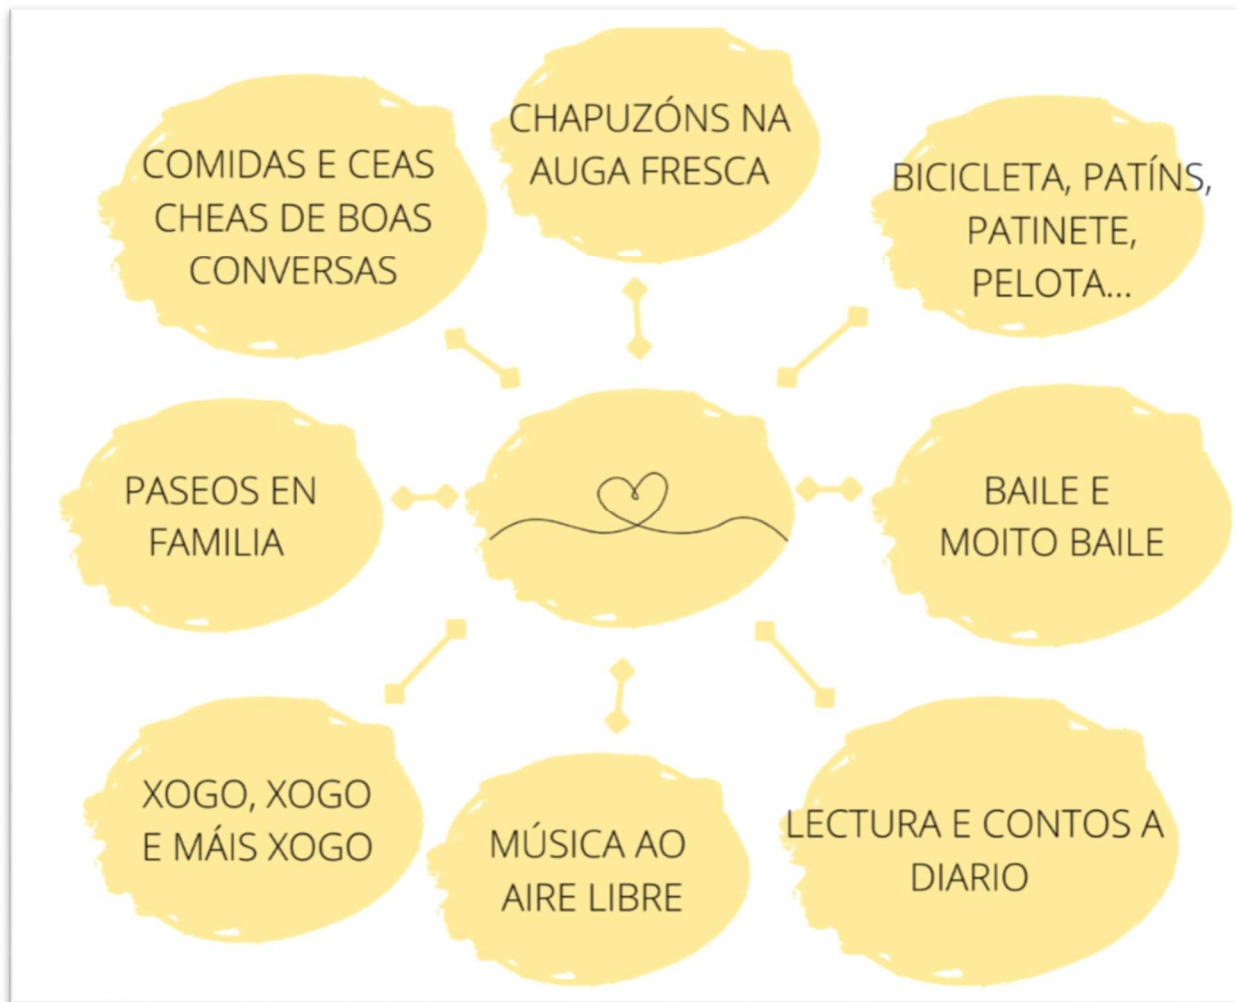 COMIDAS E CEAS
CHEAS DE BOAS
CONVERSAS
CHAPUZÓNS NA
AUGA FRESCA
BICICLETA, PATÍNS,
PATINETE,
PELOTA...
PASEOS EN
FAMILIA
BAILE E
MOITO BAILE
XOGO, XOGO
E MÁIS XOGO
MÚSICA AO
AIRE LIBRE
LECTURA E CONTOS A
DIARIO